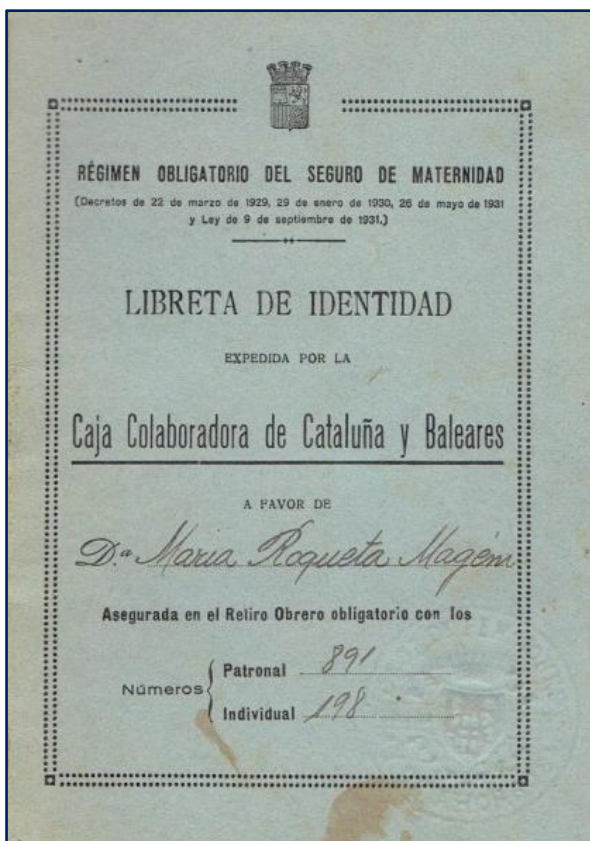 RÉGIMEN OBLIGATORIO DEL SEGURO DE MATERNIDAD
(Decretos de 22 de marzo de 1929, 29 de enero de 1930, 26 de mayo de 1931
y Ley de 9 de septiembre de 1931.)
LIBRETA DE IDENTIDAD
EXPEDIDA POR LA
Caja Colaboradora de Cataluña y Baleares
A FAVOR DE
D.ª Maria Roqueta Magém
Asegurada en el Retiro Obrero obligatorio con los
Números
Patronal 891
Individual 198